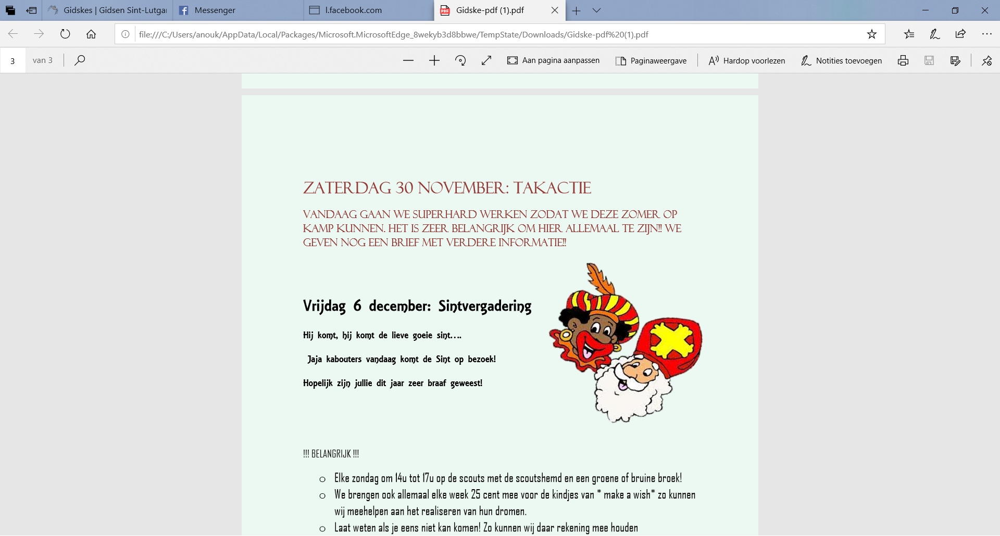 Gidskes | Gidsen Sint-Lutga
Messenger
l.facebook.com
PDF
Gidske-pdf (1).pdf
file:///C:/Users/anouk/AppData/Local/Packages/Microsoft.MicrosoftEdge_8wekyb3d8bbwe/TempState/Downloads/Gidske-pdf%20(1).pdf
3 van 3
Aan pagina aanpassen
Paginaweergave
Hardop voorlezen
Notities toevoegen
ZATERDAG 30 NOVEMBER: TAKACTIE
VANDAAG GAAN WE SUPERHARD WERKEN ZODAT WE DEZE ZOMER OP
KAMP KUNNEN. HET IS ZEER BELANGRIJK OM HIER ALLEMAAL TE ZIJN!! WE
GEVEN NOG EEN BRIEF MET VERDERE INFORMATIE!!
Vrijdag 6 december: Sintvergadering
Hij komt, hij komt de lieve goeie sint....
Jaja kabouters vandaag komt de Sint op bezoek!
Hopelijk zijn jullie dit jaar zeer braaf geweest!
!!! BELANGRIJK !!!
o Elke zondag om 14u tot 17u op de scouts met de scoutshemd en een groene of bruine broek!
o We brengen ook allemaal elke week 25 cent mee voor de kindjes van * make a wish* zo kunnen
wij meehelpen aan het realiseren van hun dromen.
o Laat weten als je eens niet kan komen! Zo kunnen wij daar rekening mee houden